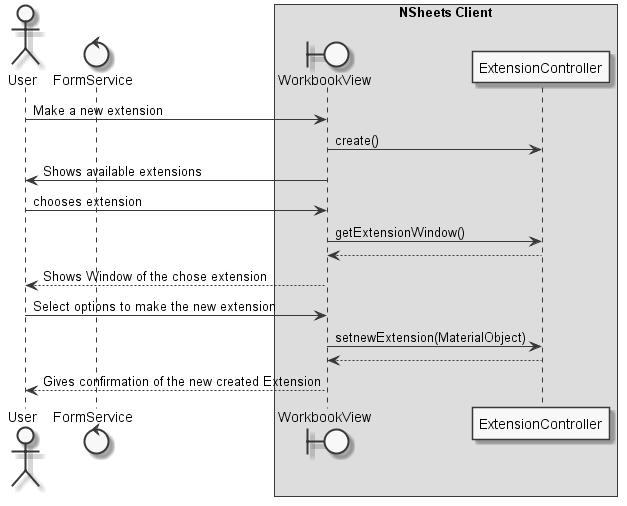 NSheets Client
User
FormService
WorkbookView
ExtensionController
Make a new extension
create()
Shows available extensions
chooses extension
getExtensionWindow()
Shows Window of the chose extension
Select options to make the new extension
setnewExtension(MaterialObject)
Gives confirmation of the new created Extension
User
FormService
WorkbookView
ExtensionController